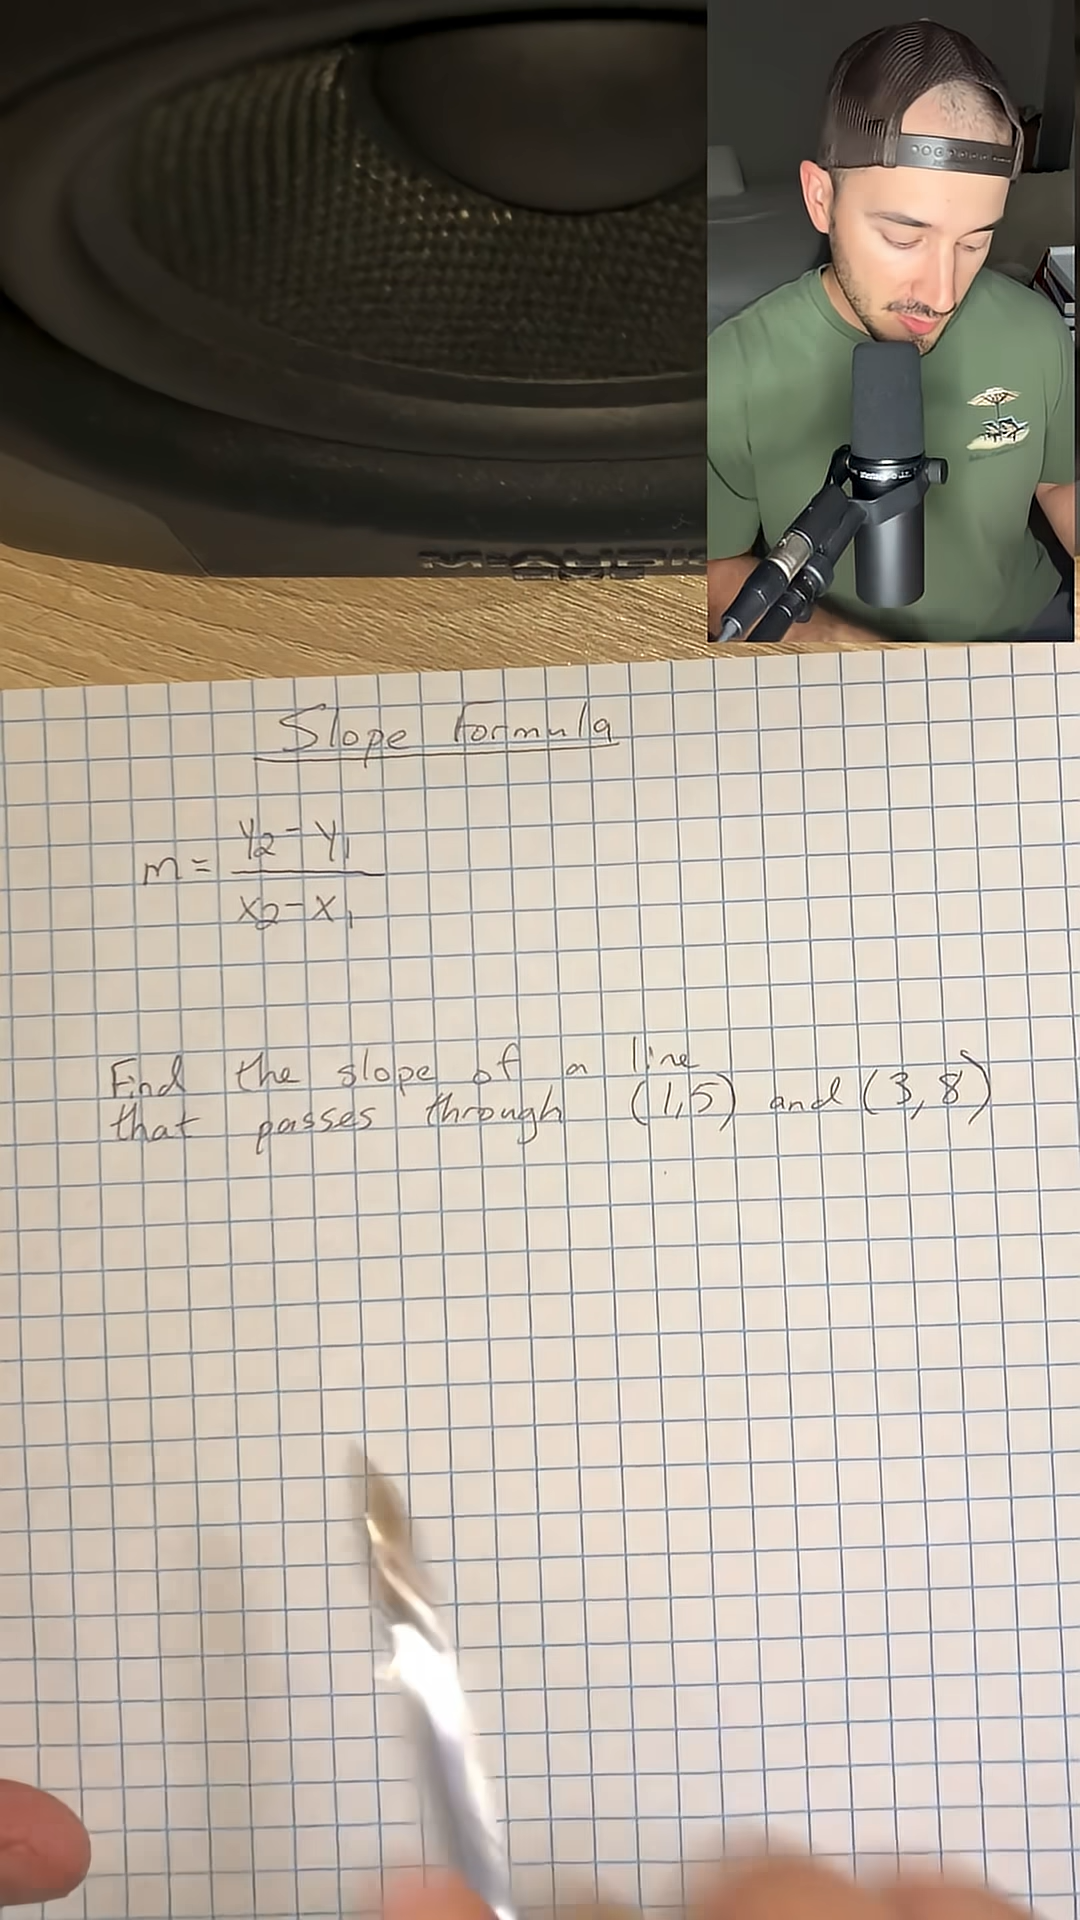 M-AUDIO
Slope Formula
m = y₂ - y₁
x₂ - x₁
Find the slope of a line
that passes through (1,5) and (3,8)